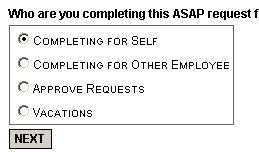 Who are you completing this ASAP request f
Completing for Self
Completing for Other Employee
Approve Requests
Vacations
NEXT